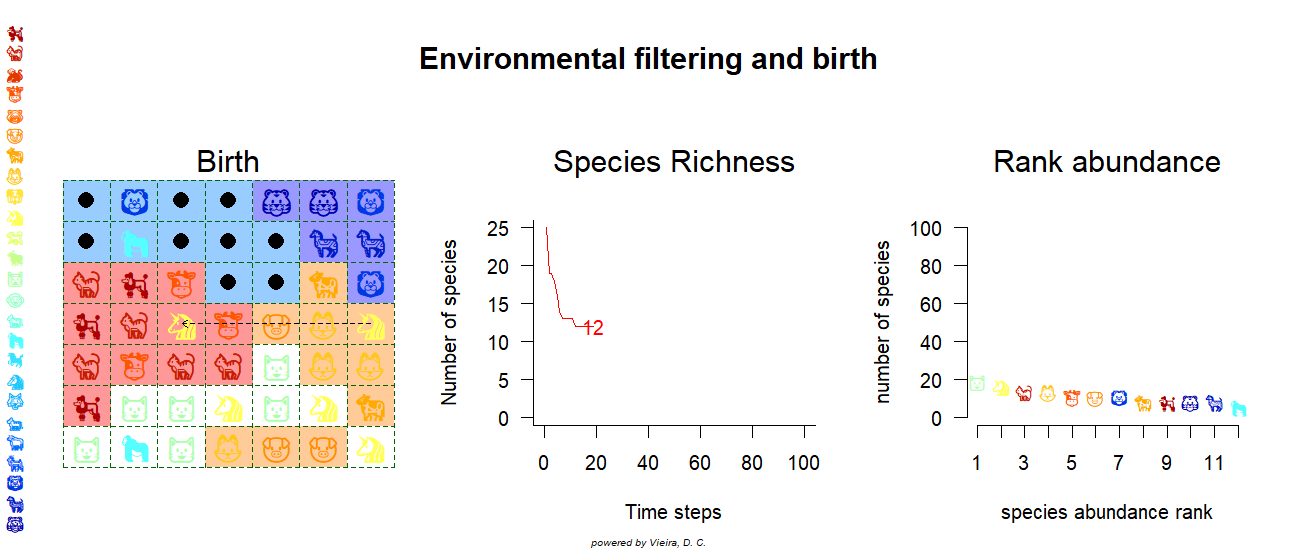 Environmental filtering and birth
Birth
Species Richness
Rank abundance
Number of species
25
20
15
10
5
0
12
0 20 40 60 80 100
Time steps
number of species
100
80
60
40
20
0
1 3 5 7 9 11
species abundance rank
powered by Vieira, D. C.